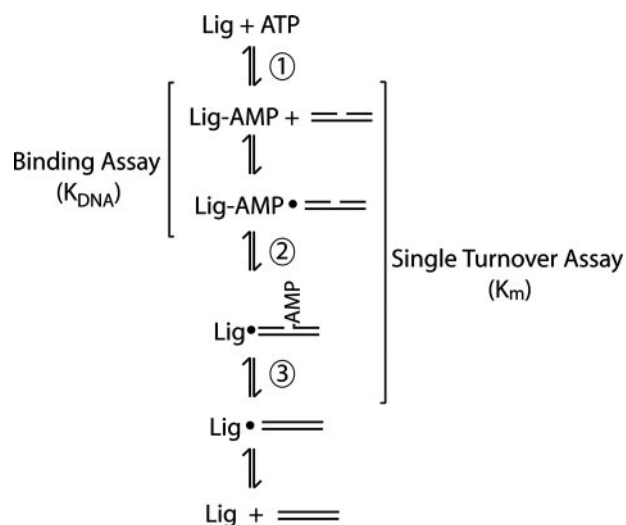 Lig + ATP
①
Lig-AMP +
Binding Assay
(K_DNA)
Lig-AMP •
②
Single Turnover Assay
(K_m)
AMP
Lig•
③
Lig •
Lig +